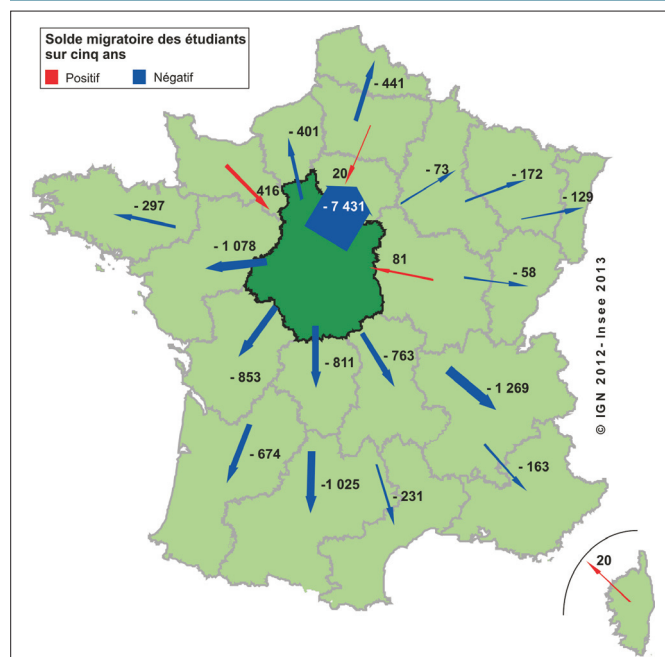 Solde migratoire des étudiants
sur cinq ans
Positif
Négatif
- 441
- 401
20
- 73
- 172
- 129
416
- 7 431
- 297
- 1 078
81
- 58
- 853
- 811
- 763
- 1 269
- 674
-1 025
- 231
- 163
20
© IGN 2012- Insee 2013